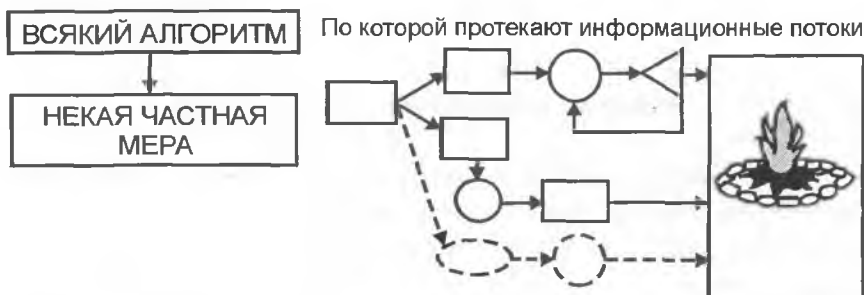 ВСЯКИЙ АЛГОРИТМ
НЕКАЯ ЧАСТНАЯ
МЕРА
По которой протекают информационные потоки